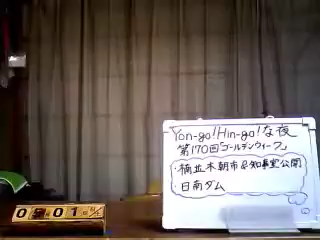 Yon-go! Hin-go! な夜
第170回「ゴールデンウィーク」
・楠並木朝市&知事室公開
・日南ダム
05 01